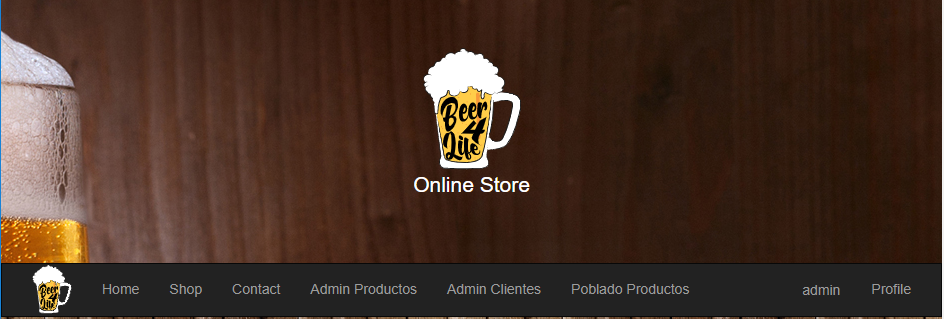 Beer
4
Life
Online Store
Beer
4
Life
Home Shop Contact Admin Productos Admin Clientes Poblado Productos admin Profile